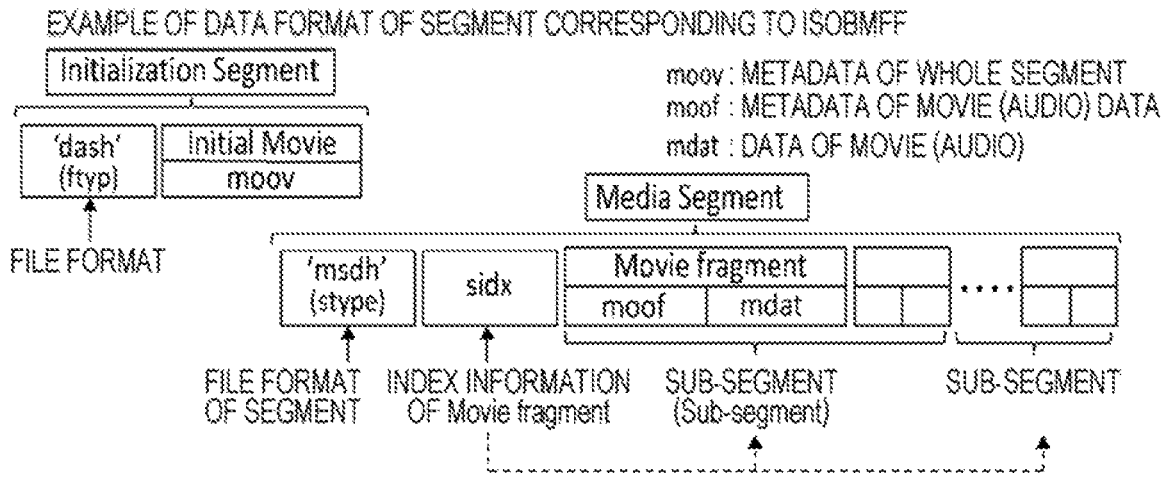 EXAMPLE OF DATA FORMAT OF SEGMENT CORRESPONDING TO ISOBMFF
Initialization Segment
moov : METADATA OF WHOLE SEGMENT
moof : METADATA OF MOVIE (AUDIO) DATA
mdat : DATA OF MOVIE (AUDIO)
'dash'
(ftyp)
Initial Movie
moov
FILE FORMAT
Media Segment
'msdh'
(stype)
sidx
Movie fragment
moof
mdat
FILE FORMAT
OF SEGMENT
INDEX INFORMATION
OF Movie fragment
SUB-SEGMENT
(Sub-segment)
SUB-SEGMENT